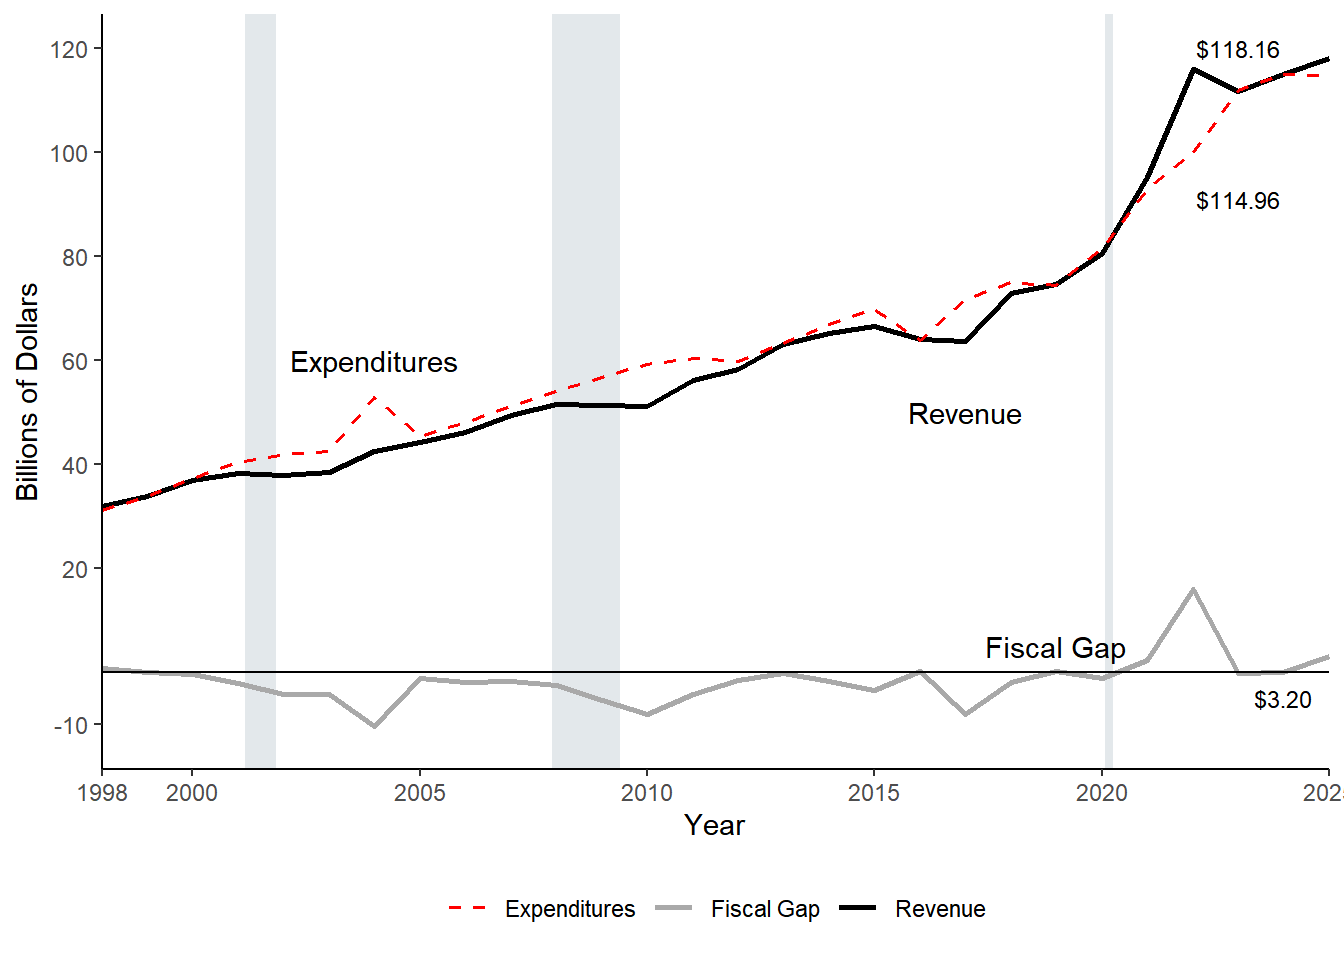 120
$118.16
100
$114.96
80
Billions of Dollars
60
Expenditures
Revenue
40
20
Fiscal Gap
$3.20
-10
1998 2000 2005 2010 2015 2020 202
Year
Expenditures Fiscal Gap Revenue